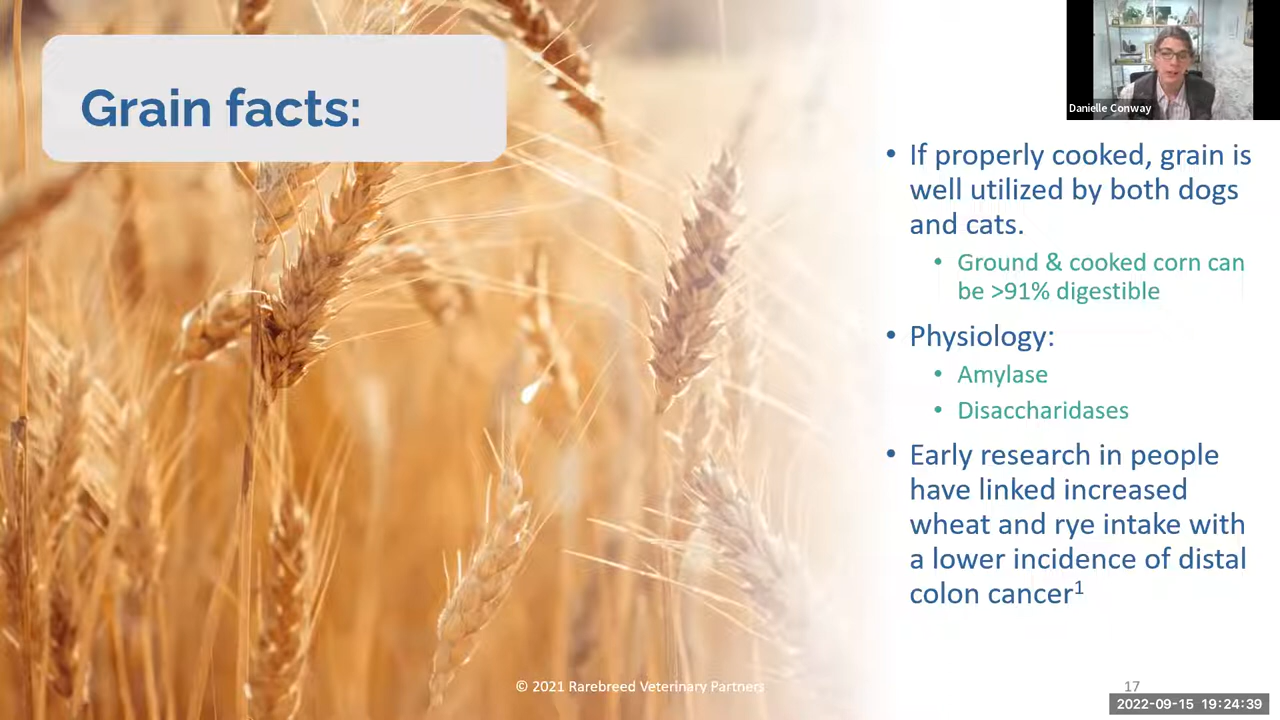 Grain facts:
Danielle Conway
• If properly cooked, grain is
well utilized by both dogs
and cats.
• Ground & cooked corn can
be >91% digestible
• Physiology:
• Amylase
• Disaccharidases
• Early research in people
have linked increased
wheat and rye intake with
a lower incidence of distal
colon cancer¹
© 2021 Rarebreed Veterinary Partners
17
2022-09-15 19:24:39